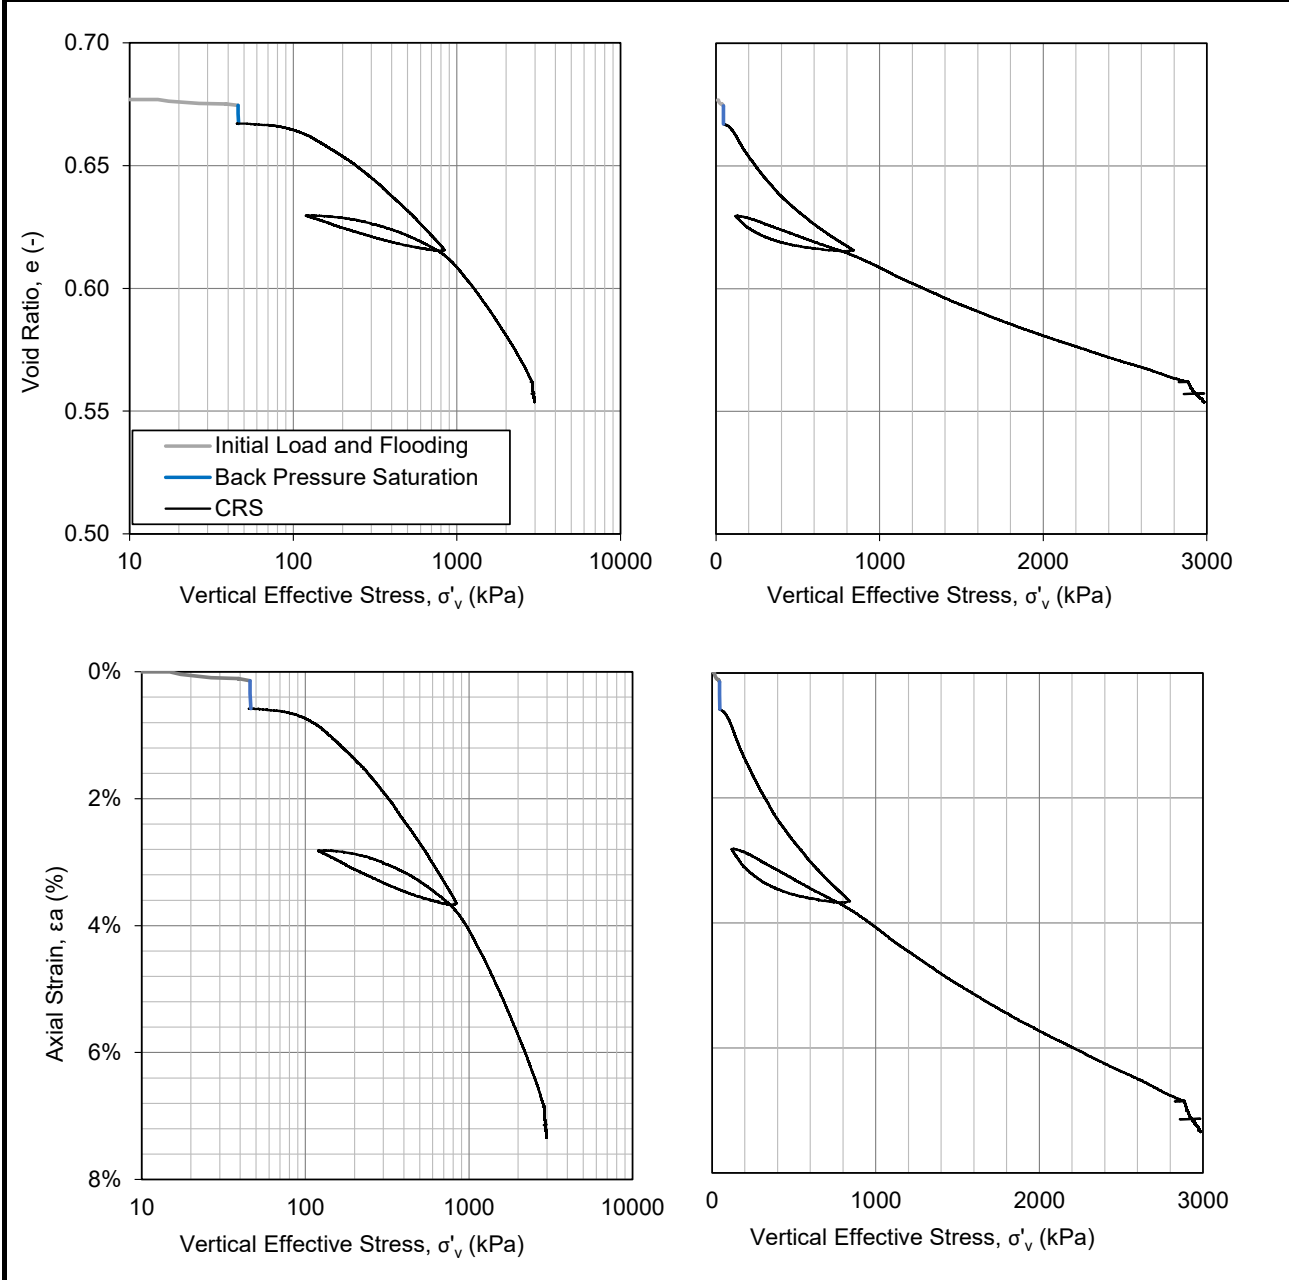 0.70
0.65
0.60
0.55
0.50
Void Ratio, e (-)
Initial Load and Flooding
Back Pressure Saturation
CRS
10 100 1000 10000
Vertical Effective Stress, σ'v (kPa)
0 1000 2000 3000
Vertical Effective Stress, σ'v (kPa)
0%
2%
4%
6%
8%
Axial Strain, εa (%)
10 100 1000 10000
Vertical Effective Stress, σ'v (kPa)
0 1000 2000 3000
Vertical Effective Stress, σ'v (kPa)